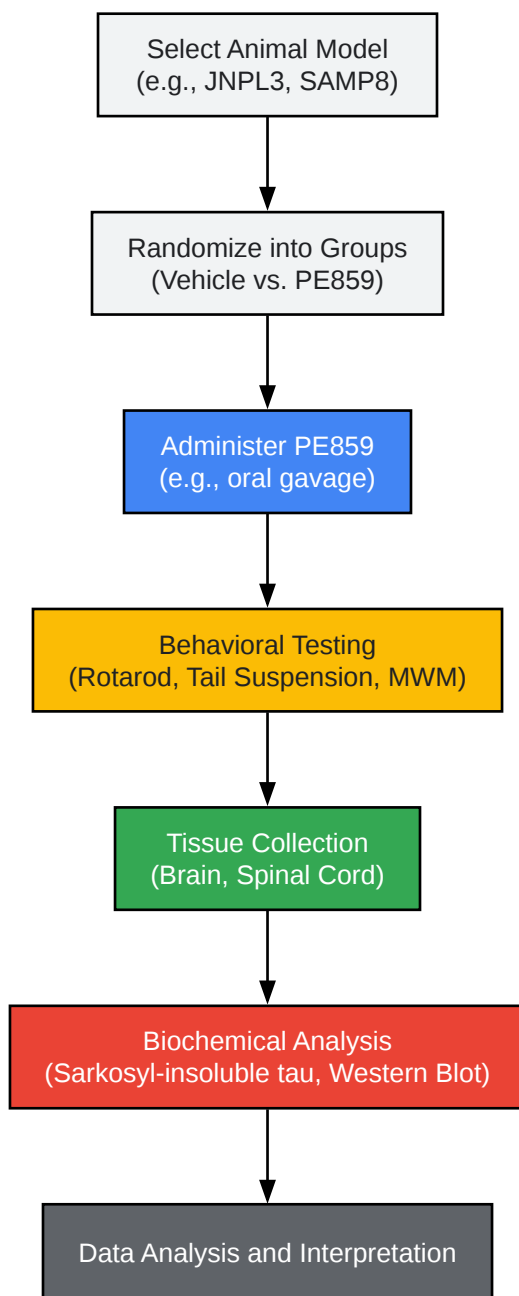 Select Animal Model
(e.g., JNPL3, SAMP8)
Randomize into Groups
(Vehicle vs. PE859)
Administer PE859
(e.g., oral gavage)
Behavioral Testing
(Rotarod, Tail Suspension, MWM)
Tissue Collection
(Brain, Spinal Cord)
Biochemical Analysis
(Sarkosyl-insoluble tau, Western Blot)
Data Analysis and Interpretation